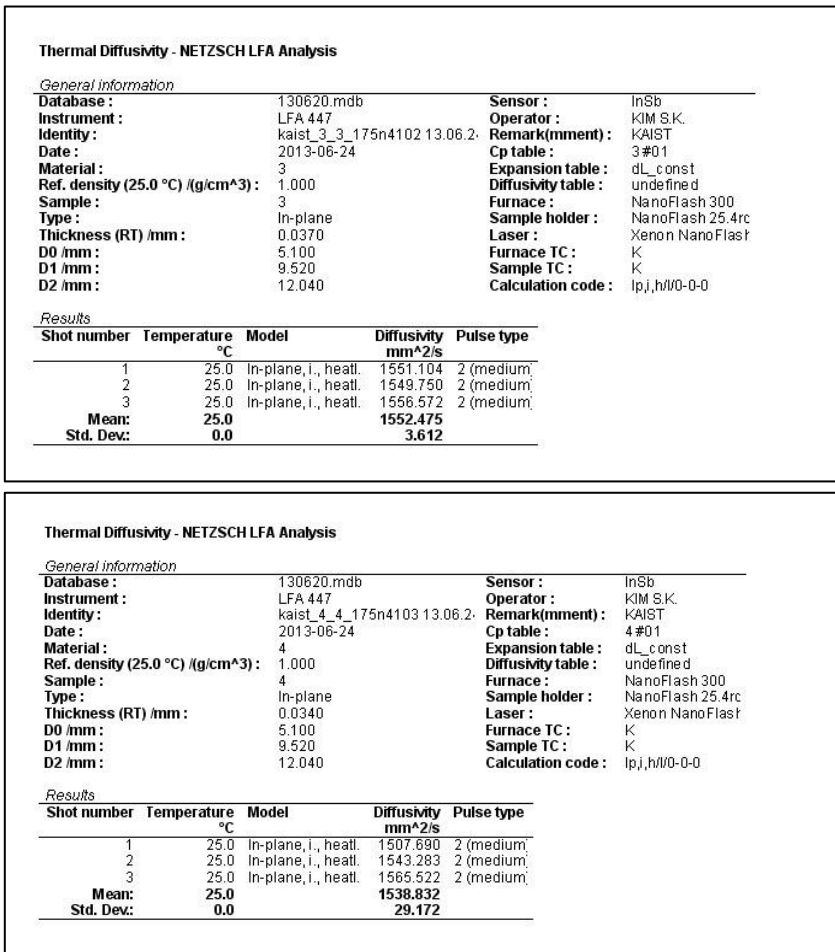 Thermal Diffusivity - NETZSCH LFA Analysis
General information
Database : 130620.mdb Sensor : InSb
Instrument : LFA 447 Operator : KIM S.K.
Identity : kaist_3_3_175n4102 13.06.2 Remark(mment) : KAIST
Date : 2013-06-24 Cp table : 3#01
Material : 3 Expansion table : dL_const
Ref. density (25.0 °C) /(g/cm^3) : 1.000 Diffusivity table : undefined
Sample : 3 Furnace : NanoFlash 300
Type : In-plane Sample holder : NanoFlash 25.4rc
Thickness (RT) /mm : 0.0370 Laser : Xenon NanoFlash
D0 /mm : 5.100 Furnace TC : K
D1 /mm : 9.520 Sample TC : K
D2 /mm : 12.040 Calculation code : Ip,i,h/l/0-0-0
Results
Shot number Temperature Model Diffusivity Pulse type
°C mm^2/s
1 25.0 In-plane, i., heatl. 1551.104 2 (medium)
2 25.0 In-plane, i., heatl. 1549.750 2 (medium)
3 25.0 In-plane, i., heatl. 1556.572 2 (medium)
Mean: 25.0 1552.475
Std. Dev.: 0.0 3.612
Thermal Diffusivity - NETZSCH LFA Analysis
General information
Database : 130620.mdb Sensor : InSb
Instrument : LFA 447 Operator : KIM S.K.
Identity : kaist_4_4_175n4103 13.06.2 Remark(mment) : KAIST
Date : 2013-06-24 Cp table : 4#01
Material : 4 Expansion table : dL_const
Ref. density (25.0 °C) /(g/cm^3) : 1.000 Diffusivity table : undefined
Sample : 4 Furnace : NanoFlash 300
Type : In-plane Sample holder : NanoFlash 25.4rc
Thickness (RT) /mm : 0.0340 Laser : Xenon NanoFlash
D0 /mm : 5.100 Furnace TC : K
D1 /mm : 9.520 Sample TC : K
D2 /mm : 12.040 Calculation code : Ip,i,h/l/0-0-0
Results
Shot number Temperature Model Diffusivity Pulse type
°C mm^2/s
1 25.0 In-plane, i., heatl. 1507.690 2 (medium)
2 25.0 In-plane, i., heatl. 1543.283 2 (medium)
3 25.0 In-plane, i., heatl. 1565.522 2 (medium)
Mean: 25.0 1538.832
Std. Dev.: 0.0 29.172